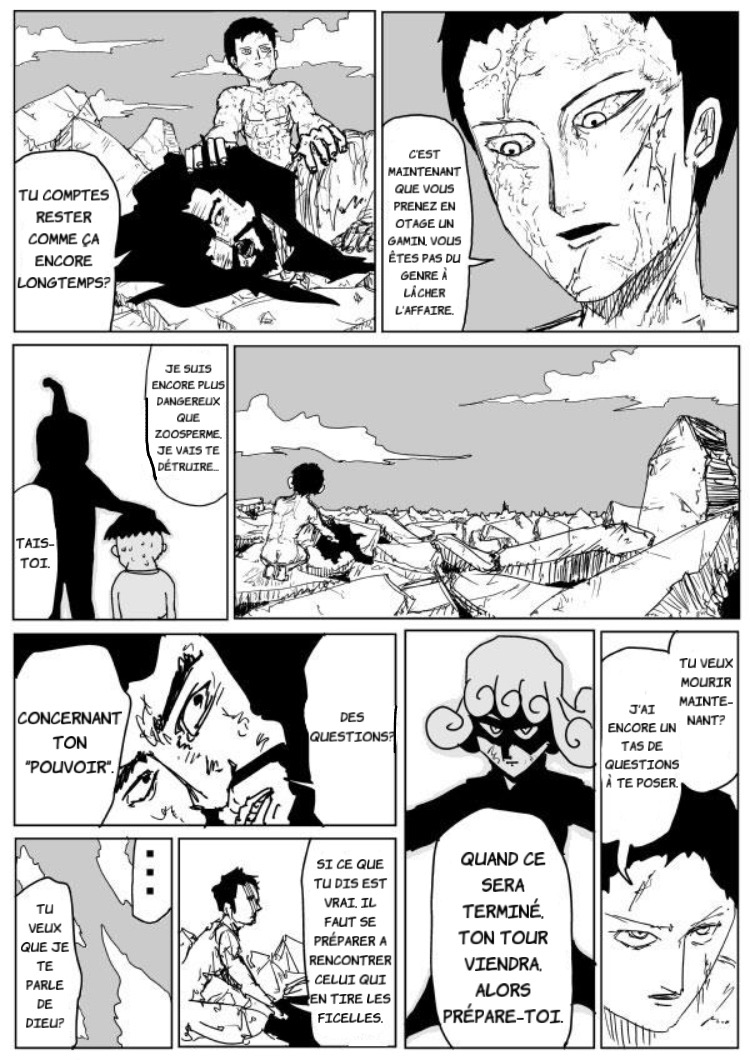 C'EST
MAINTENANT
QUE VOUS
PRENEZ EN
OTAGE UN
GAMIN. VOUS
ÊTES PAS DU
GENRE À
LÂCHER
L'AFFAIRE.
TU COMPTES
RESTER
COMME ÇA
ENCORE
LONGTEMPS?
JE SUIS
ENCORE PLUS
DANGEREUX
QUE
ZOOSPERME.
JE VAIS TE
DÉTRUIRE...
TAIS-
TOI.
TU VEUX
MOURIR
MAINTE-
NANT?
J'AI
ENCORE UN
TAS DE
QUESTIONS
À TE POSER.
QUAND CE
SERA
TERMINÉ.
TON TOUR
VIENDRA.
ALORS
PRÉPARE-TOI.
DES
QUESTIONS?
CONCERNANT
TON
"POUVOIR".
SI CE QUE
TU DIS EST
VRAI. IL
FAUT SE
PRÉPARER A
RENCONTRER
CELUI QUI
EN TIRE LES
FICELLES.
...
TU
VEUX
QUE JE
TE
PARLE
DE
DIEU?